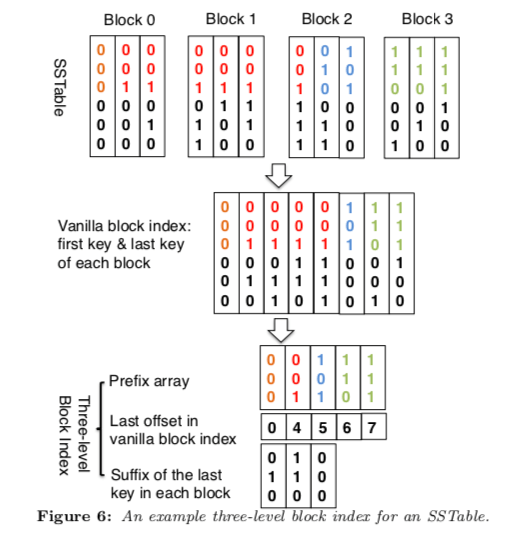 Block 0 Block 1 Block 2 Block 3
SSTable
0 0 0 0 0 0 0 0 1 1 1 1
0 0 0 0 0 0 0 1 0 1 1 1
0 1 1 1 1 1 1 0 1 0 0 1
0 0 0 0 1 1 1 0 0 0 0 1
0 0 1 1 0 1 1 1 0 0 1 0
0 0 0 1 0 0 1 1 0 1 0 0
Vanilla block index:
first key & last key
of each block
0 0 0 0 0 1 1 1
0 0 0 0 0 0 1 1
0 1 1 1 1 1 0 1
0 0 0 1 1 0 0 1
0 1 1 1 1 0 0 0
0 0 1 0 1 0 1 0
Three-level
Block Index
Prefix array
0 0 1 1 1
0 0 0 1 1
0 1 1 0 1
Last offset in
vanilla block index
0 4 5 6 7
Suffix of the last
key in each block
0 1 0
1 1 0
0 0 0
Figure 6: An example three-level block index for an SSTable.